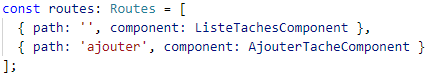 const routes: Routes = [
  { path: '', component: ListeTachesComponent },
  { path: 'ajouter', component: AjouterTacheComponent }
];